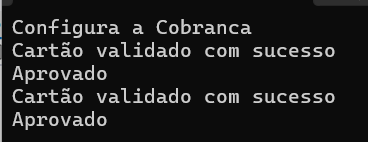 Configura a Cobranca
Cartão validado com sucesso
Aprovado
Cartão validado com sucesso
Aprovado